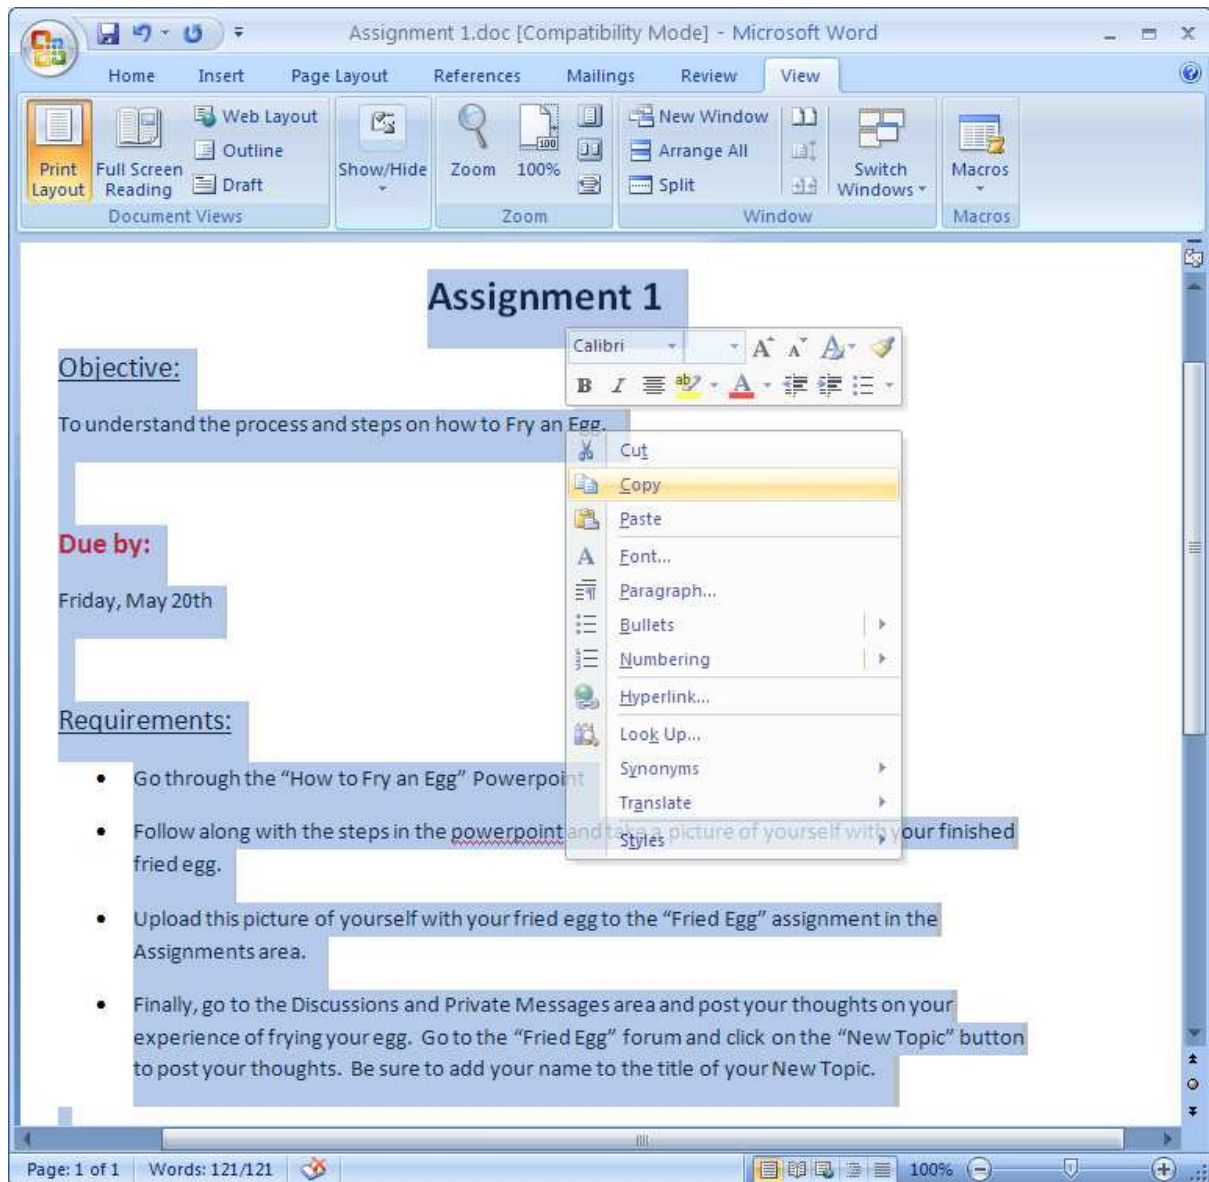 Assignment 1.doc [Compatibility Mode] - Microsoft Word
Home Insert Page Layout References Mailings Review View
Print Layout
Full Screen Reading
Web Layout
Outline
Draft
Document Views
Show/Hide
Zoom 100%
100
Zoom
New Window
Arrange All
Split
Switch Windows
Window
Macros
Macros
Assignment 1
Objective:
To understand the process and steps on how to Fry an Egg.
Calibri
A A A
B I ab A
Cut
Copy
Paste
A Font...
Paragraph...
Bullets
Numbering
Hyperlink...
Look Up...
Synonyms
Translate
Styles
Due by:
Friday, May 20th
Requirements:
• Go through the “How to Fry an Egg” Powerpoint
• Follow along with the steps in the powerpoint and take a picture of yourself with your finished
fried egg.
• Upload this picture of yourself with your fried egg to the “Fried Egg” assignment in the
Assignments area.
• Finally, go to the Discussions and Private Messages area and post your thoughts on your
experience of frying your egg. Go to the “Fried Egg” forum and click on the “New Topic” button
to post your thoughts. Be sure to add your name to the title of your New Topic.
Page: 1 of 1 Words: 121/121 100%